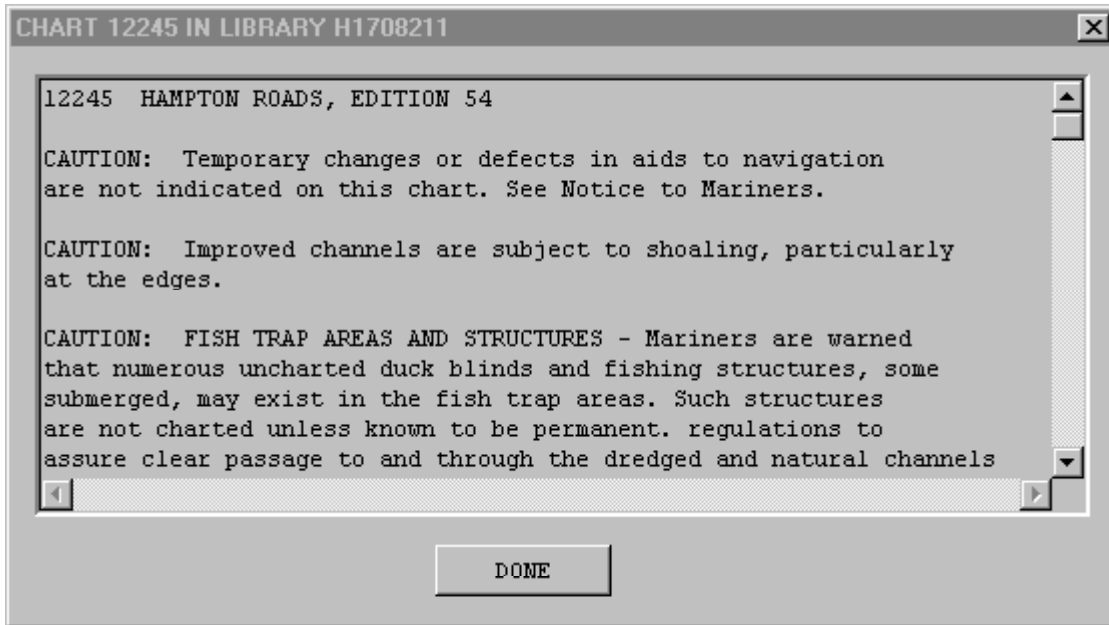 CHART 12245 IN LIBRARY H1708211
12245  HAMPTON ROADS, EDITION 54
CAUTION:  Temporary changes or defects in aids to navigation
are not indicated on this chart. See Notice to Mariners.
CAUTION:  Improved channels are subject to shoaling, particularly
at the edges.
CAUTION:  FISH TRAP AREAS AND STRUCTURES - Mariners are warned
that numerous uncharted duck blinds and fishing structures, some
submerged, may exist in the fish trap areas. Such structures
are not charted unless known to be permanent. regulations to
assure clear passage to and through the dredged and natural channels
DONE